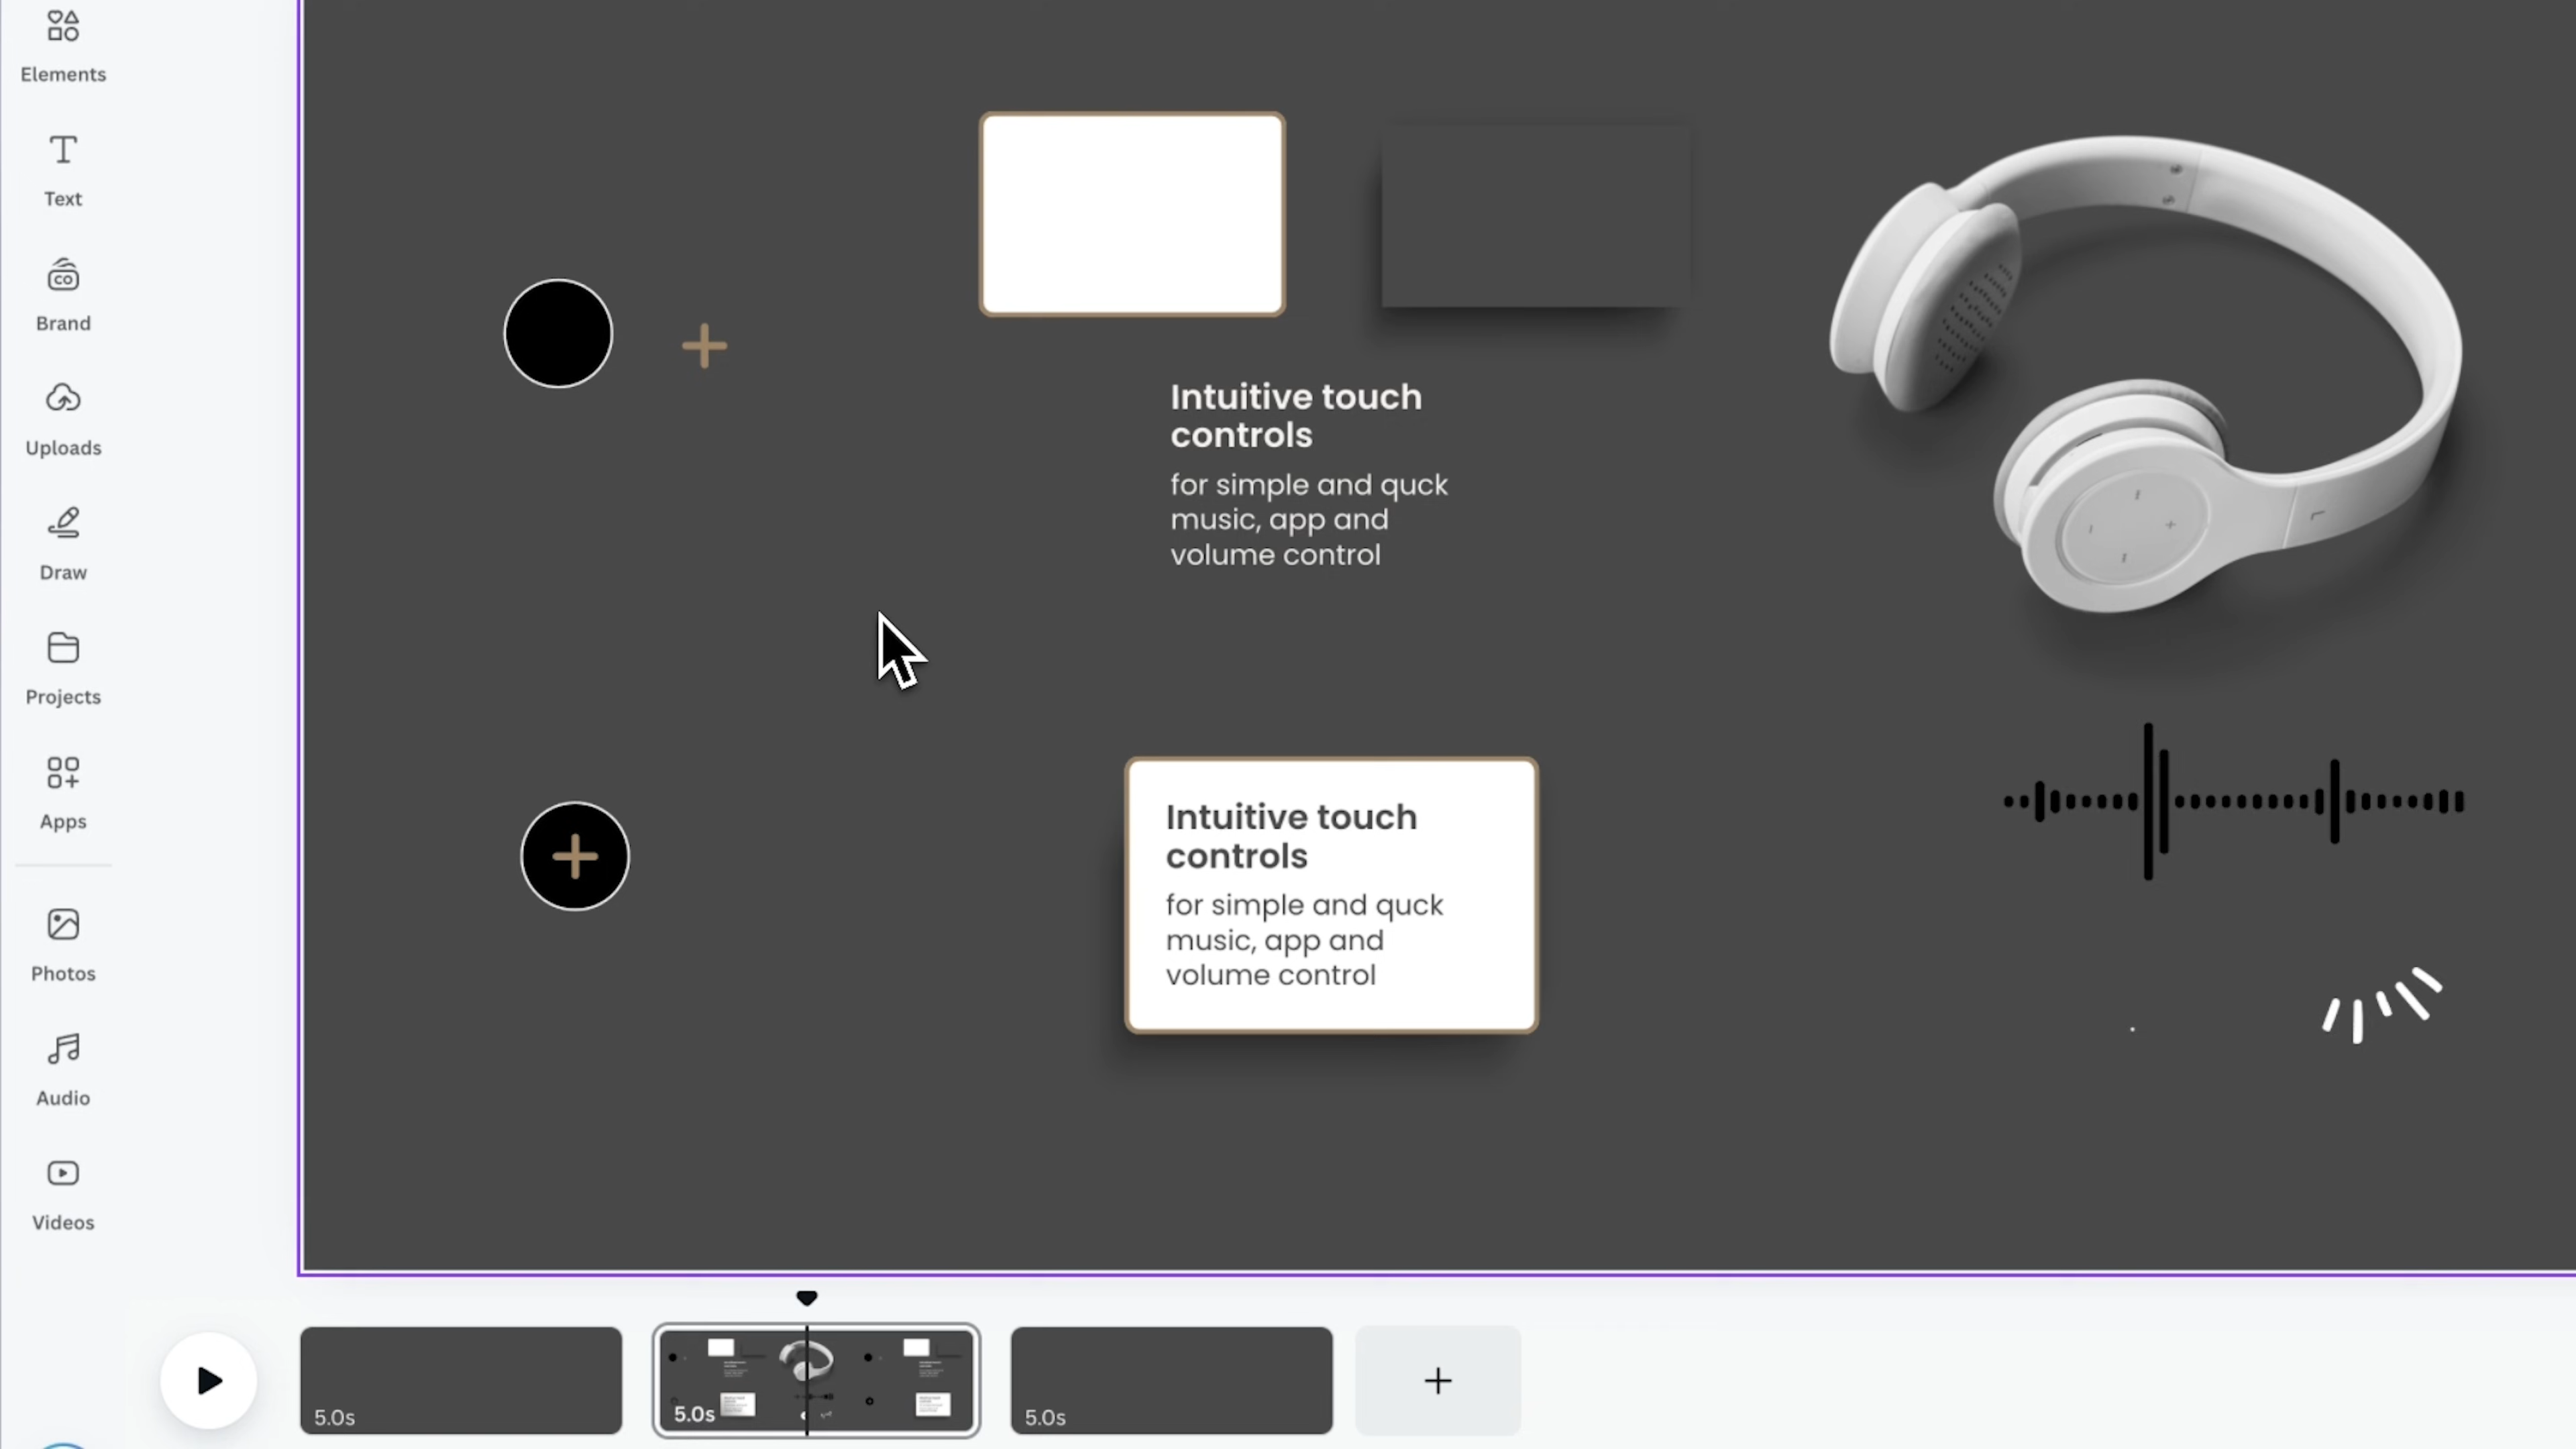 Elements
Text
CO
Brand
Uploads
Draw
Projects
Apps
Photos
Audio
Videos
Intuitive touch
controls
for simple and quck
music, app and
volume control
L
Intuitive touch
controls
for simple and quck
music, app and
volume control
5.0s
5.0s
5.0s